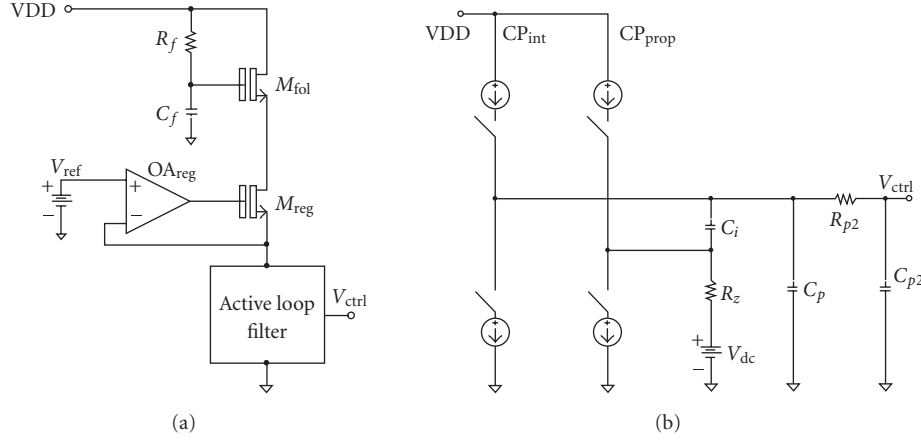 VDD
R_f
M_fol
C_f
V_ref
OA_reg
+
+
−
−
M_reg
Active loop
filter
V_ctrl
(a)
VDD
CP_int
CP_prop
+
+
V_ctrl
R_p2
C_i
C_p
C_p2
R_z
+
+
+
V_dc
−
(b)